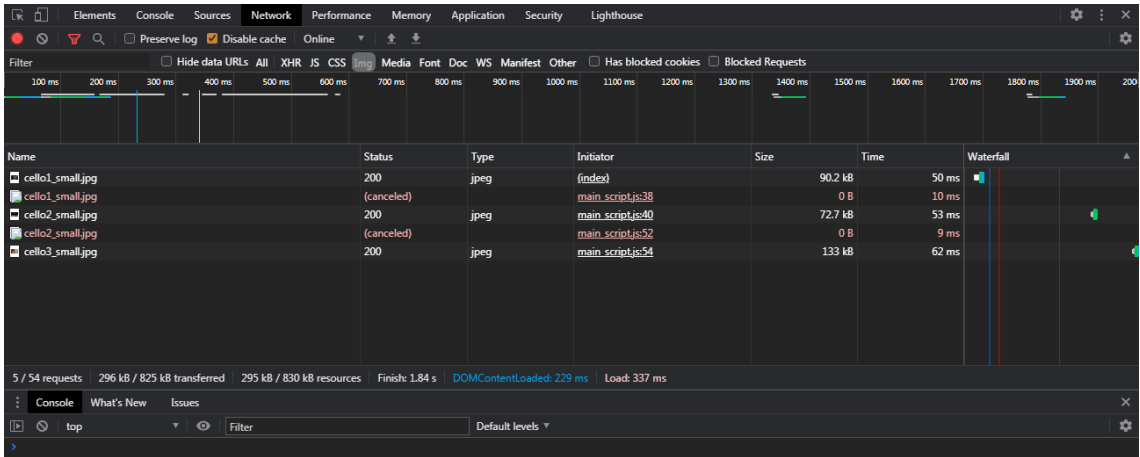 Elements Console Sources Network Performance Memory Application Security Lighthouse
Preserve log Disable cache Online
Filter Hide data URLs All XHR JS CSS Img Media Font Doc WS Manifest Other Has blocked cookies Blocked Requests
100 ms 200 ms 300 ms 400 ms 500 ms 600 ms 700 ms 800 ms 900 ms 1000 ms 1100 ms 1200 ms 1300 ms 1400 ms 1500 ms 1600 ms 1700 ms 1800 ms 1900 ms 200
Name Status Type Initiator Size Time Waterfall
cello1_small.jpg 200 jpeg (index) 90.2 kB 50 ms
cello1_small.jpg (canceled) main_script.js:38 0 B 10 ms
cello2_small.jpg 200 jpeg main_script.js:40 72.7 kB 53 ms
cello2_small.jpg (canceled) main_script.js:52 0 B 9 ms
cello3_small.jpg 200 jpeg main_script.js:54 133 kB 62 ms
5 / 54 requests 296 kB / 825 kB transferred 295 kB / 830 kB resources Finish: 1.84 s DOMContentLoaded: 229 ms Load: 337 ms
Console What's New Issues
top Filter Default levels